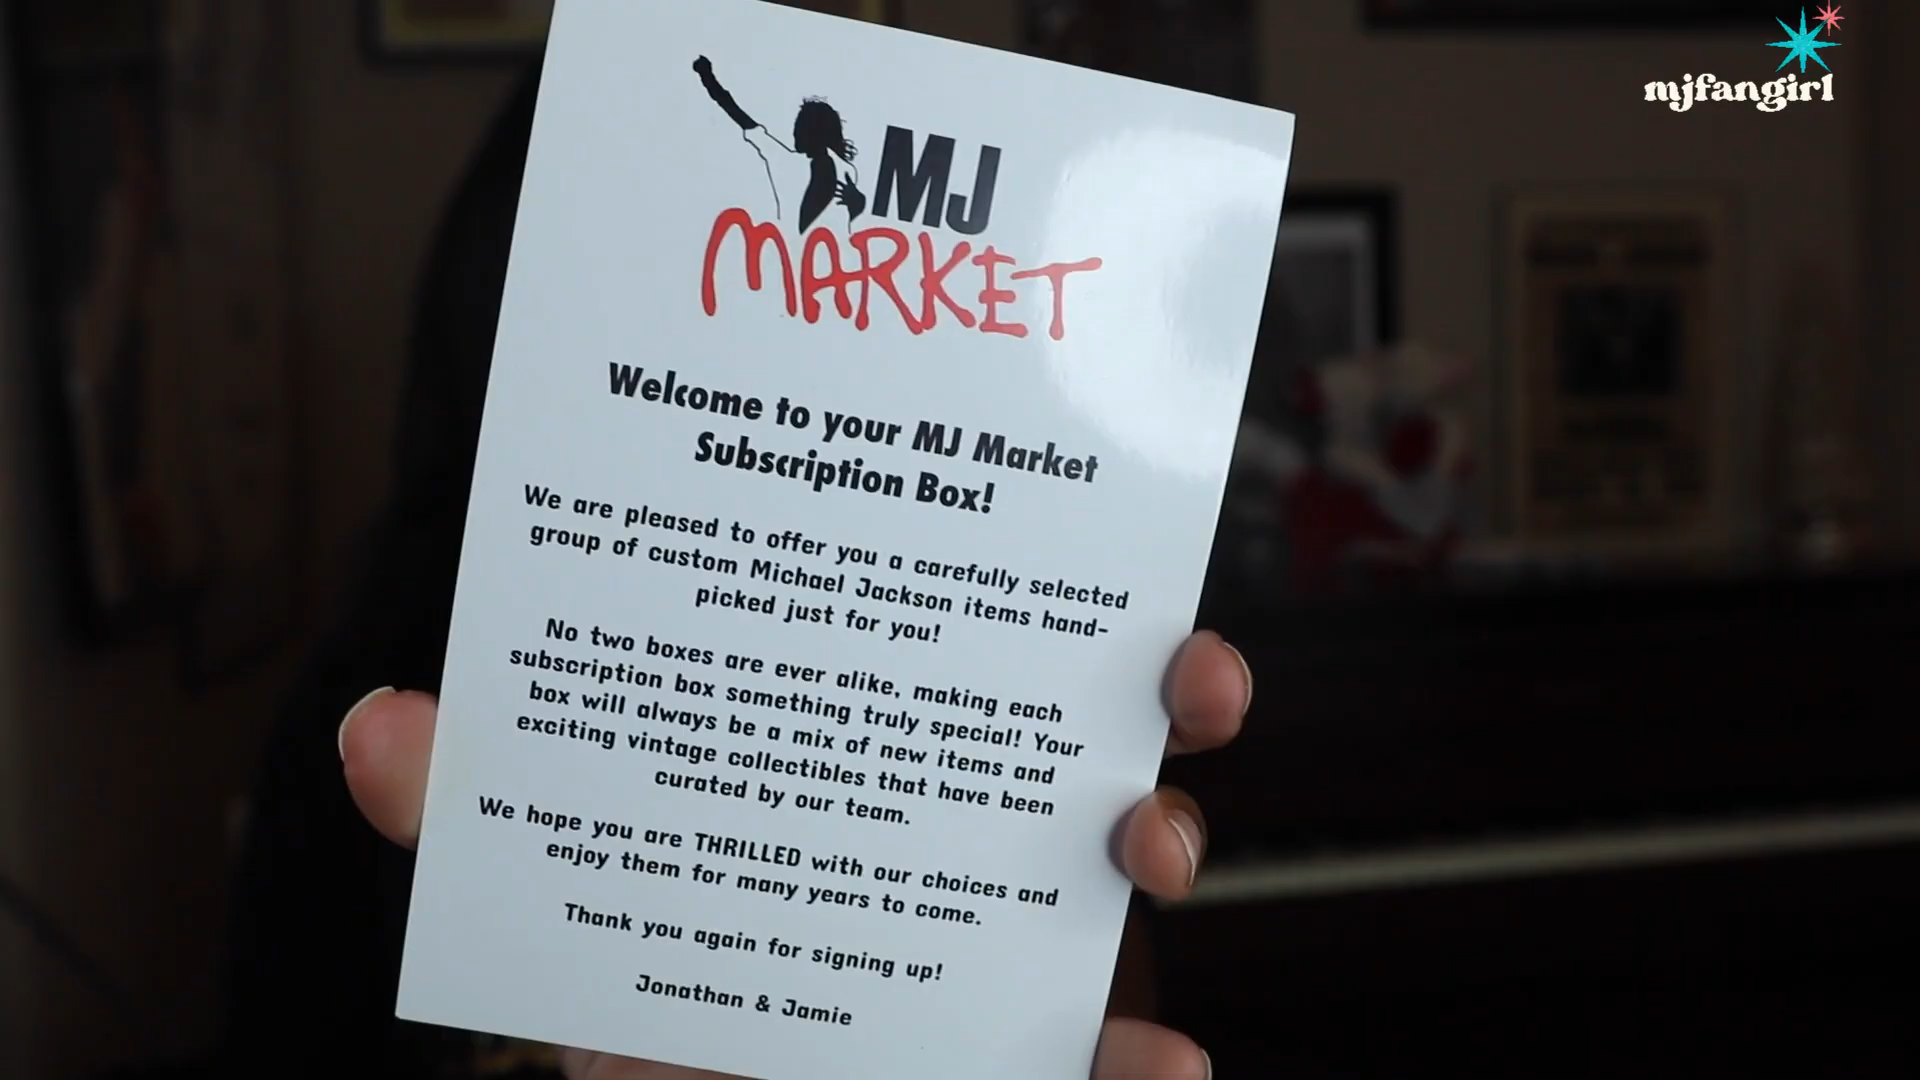 mjfangirl
MJ
MARKET
Welcome to your MJ Market
Subscription Box!
We are pleased to offer you a carefully selected
group of custom Michael Jackson items hand-
picked just for you!
No two boxes are ever alike, making each
subscription box something truly special! Your
box will always be a mix of new items and
exciting vintage collectibles that have been
curated by our team.
We hope you are THRILLED with our choices and
enjoy them for many years to come.
Thank you again for signing up!
Jonathan & Jamie